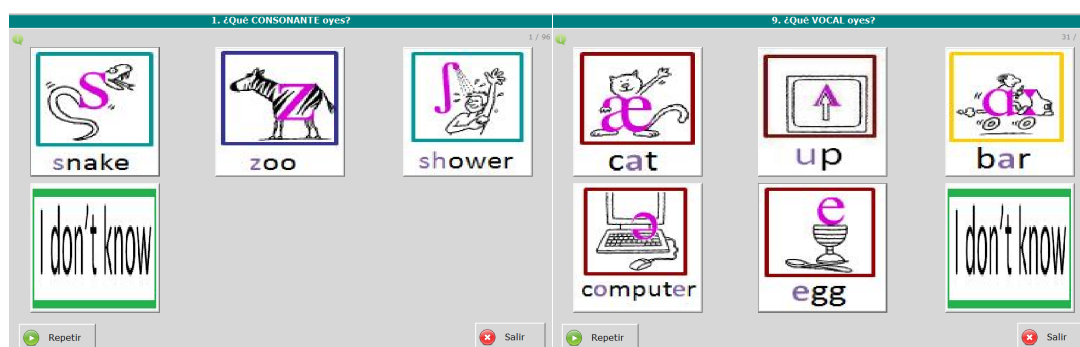 1. ¿Qué CONSONANTE oyes?
1 / 96
s
snake
z
zoo
ʃ
shower
I don't know
Repetir
Salir
9. ¿Qué VOCAL oyes?
31 /
æ
cat
ʌ
up
ɑː
bar
ə
computer
e
egg
I don't know
Repetir
Salir